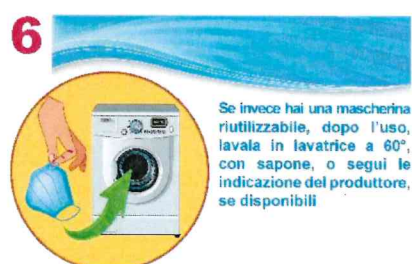 6
Se invece hai una mascherina
riutilizzabile, dopo l'uso,
lavala in lavatrice a 60°,
con sapone, o segui le
indicazione del produttore,
se disponibili